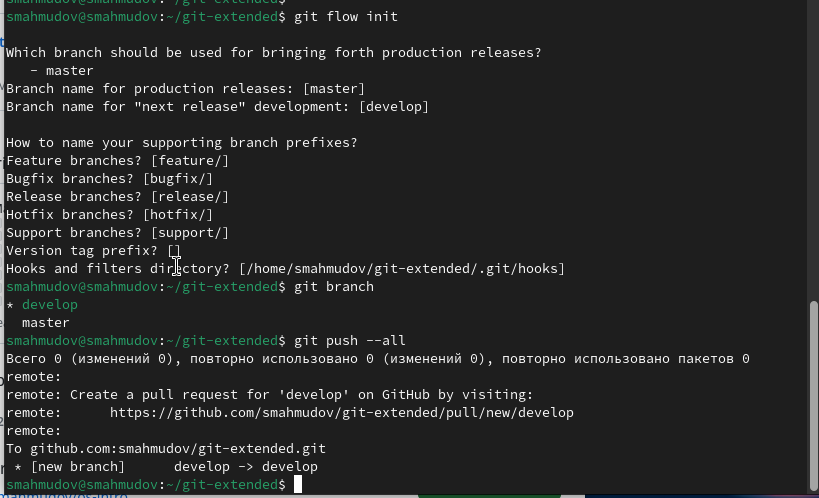 smahmudov@smahmudov:~/git-extended$ git flow init
Which branch should be used for bringing forth production releases?
   - master
Branch name for production releases: [master]
Branch name for "next release" development: [develop]
How to name your supporting branch prefixes?
Feature branches? [feature/]
Bugfix branches? [bugfix/]
Release branches? [release/]
Hotfix branches? [hotfix/]
Support branches? [support/]
Version tag prefix? []
Hooks and filters directory? [/home/smahmudov/git-extended/.git/hooks]
smahmudov@smahmudov:~/git-extended$ git branch
* develop
  master
smahmudov@smahmudov:~/git-extended$ git push --all
Всего 0 (изменений 0), повторно использовано 0 (изменений 0), повторно использовано пакетов 0
remote:
remote: Create a pull request for 'develop' on GitHub by visiting:
remote:      https://github.com/smahmudov/git-extended/pull/new/develop
remote:
To github.com:smahmudov/git-extended.git
 * [new branch]      develop -> develop
smahmudov@smahmudov:~/git-extended$